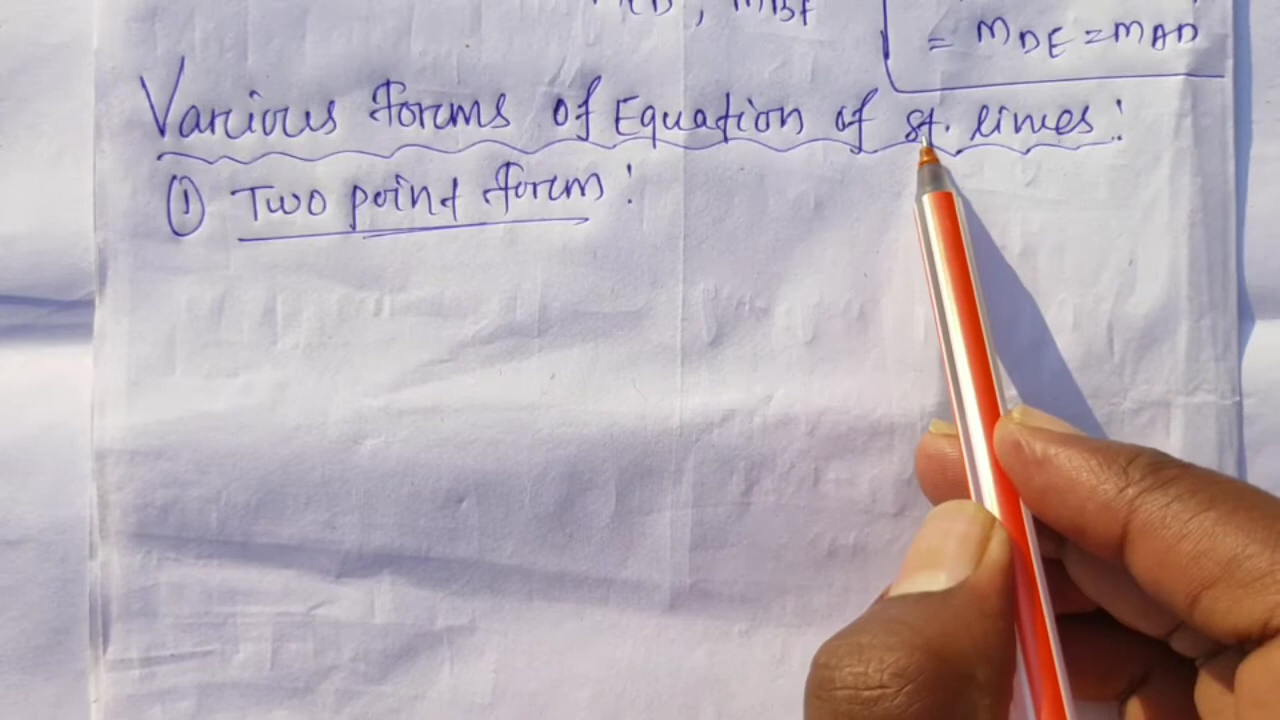 = mDE = mAD
Various forms of Equation of st. lines:
① Two point form: